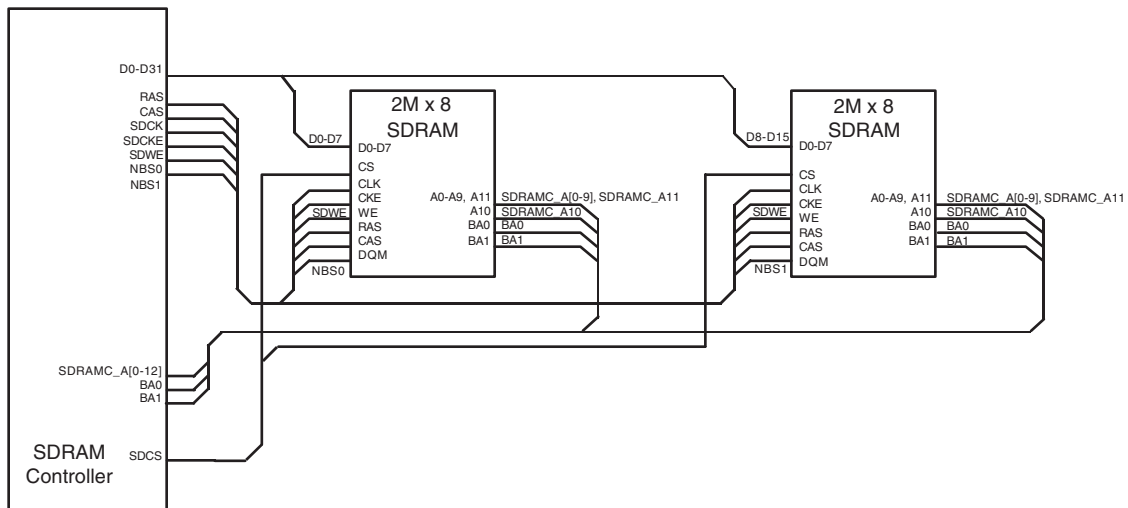 D0-D31
RAS
CAS
SDCK
SDCKE
SDWE
NBS0
NBS1
SDRAMC_A[0-12]
BA0
BA1
SDCS
SDRAM
Controller
2M x 8
SDRAM
D0-D7
D0-D7
CS
CLK
CKE
SDWE
WE
RAS
CAS
DQM
NBS0
A0-A9, A11
A10
BA0
BA1
SDRAMC_A[0-9], SDRAMC_A11
SDRAMC_A10
BA0
BA1
2M x 8
SDRAM
D8-D15
D0-D7
CS
CLK
CKE
SDWE
WE
RAS
CAS
DQM
NBS1
A0-A9, A11
A10
BA0
BA1
SDRAMC_A[0-9], SDRAMC_A11
SDRAMC_A10
BA0
BA1